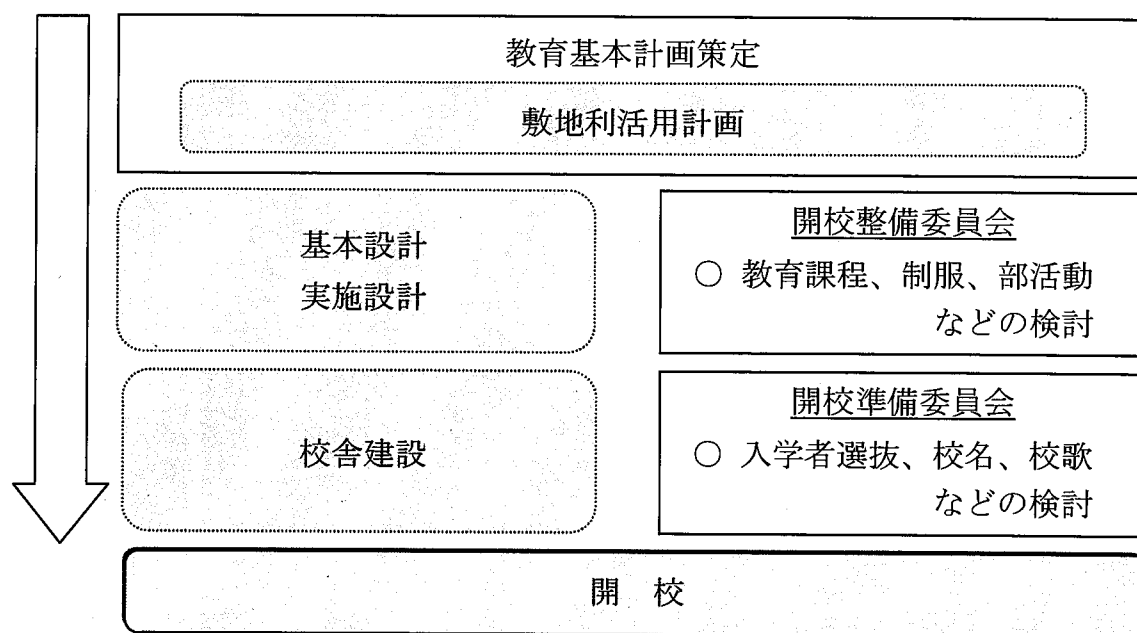 教育基本計画策定
敷地利活用計画
基本設計
実施設計
開校整備委員会
○ 教育課程、制服、部活動
などの検討
校舎建設
開校準備委員会
○ 入学者選抜、校名、校歌
などの検討
開　校